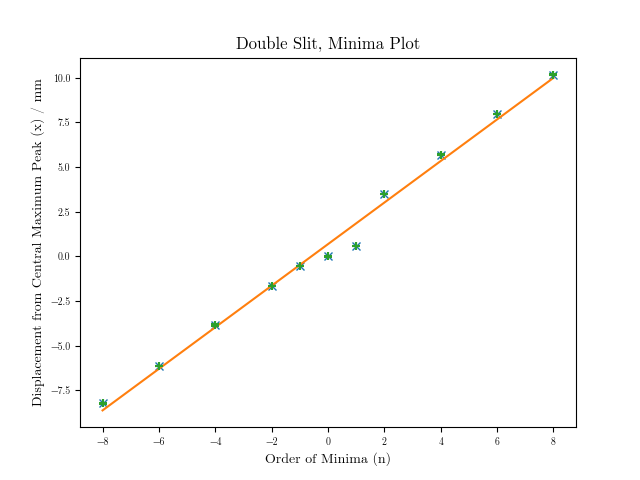 Double Slit, Minima Plot
Displacement from Central Maximum Peak (x) / mm
10.0
7.5
5.0
2.5
0.0
−2.5
−5.0
−7.5
−8 −6 −4 −2 0 2 4 6 8
Order of Minima (n)